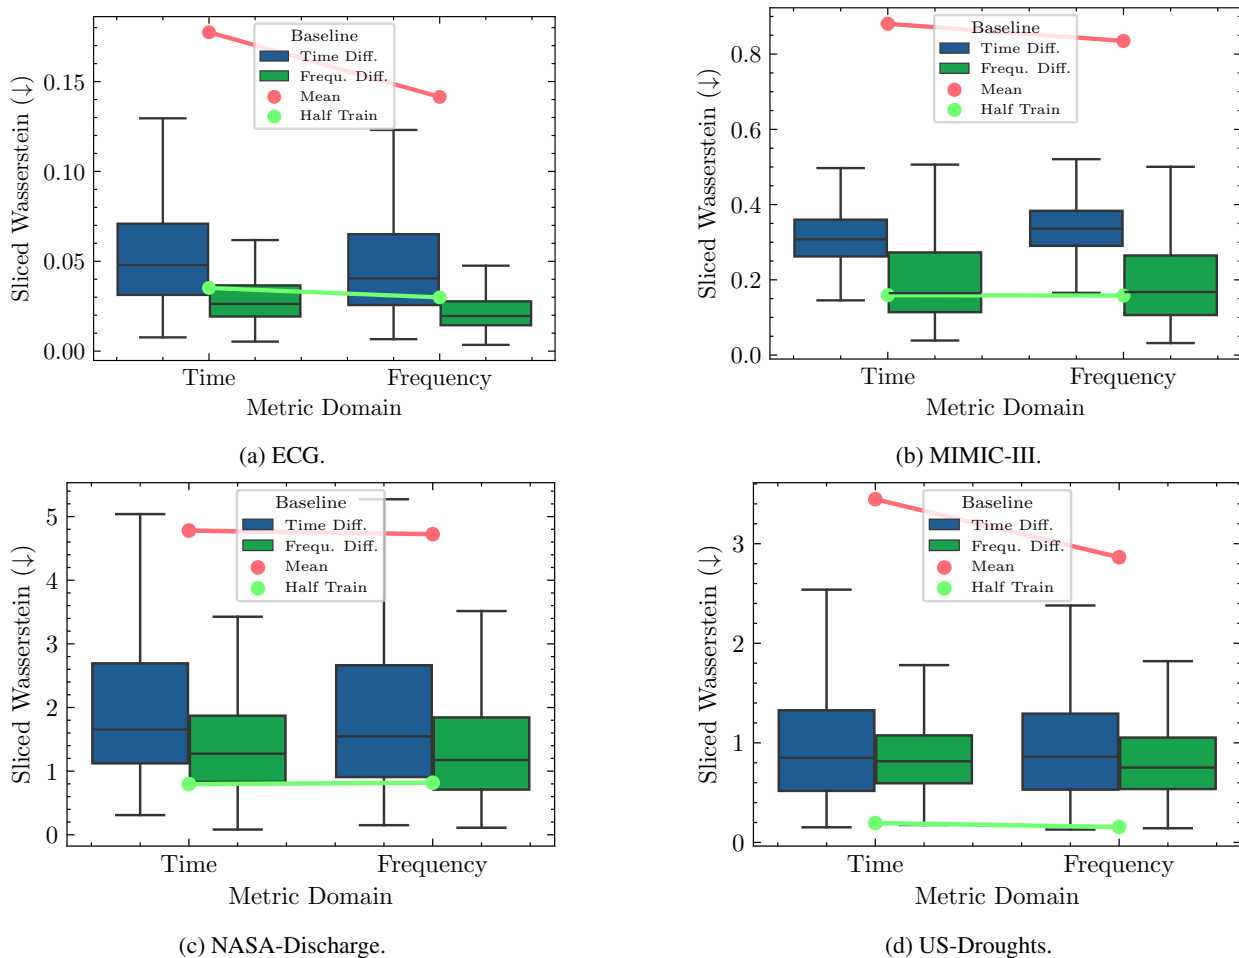 0.15
0.10
0.05
0.00
Sliced Wasserstein (↓)
Baseline
Time Diff.
Frequ. Diff.
Mean
Half Train
Time
Frequency
Metric Domain
(a) ECG.
0.8
0.6
0.4
0.2
0.0
Sliced Wasserstein (↓)
Baseline
Time Diff.
Frequ. Diff.
Mean
Half Train
Time
Frequency
Metric Domain
(b) MIMIC-III.
5
4
3
2
1
0
Sliced Wasserstein (↓)
Baseline
Time Diff.
Frequ. Diff.
Mean
Half Train
Time
Frequency
Metric Domain
(c) NASA-Discharge.
3
2
1
0
Sliced Wasserstein (↓)
Baseline
Time Diff.
Frequ. Diff.
Mean
Half Train
Time
Frequency
Metric Domain
(d) US-Droughts.